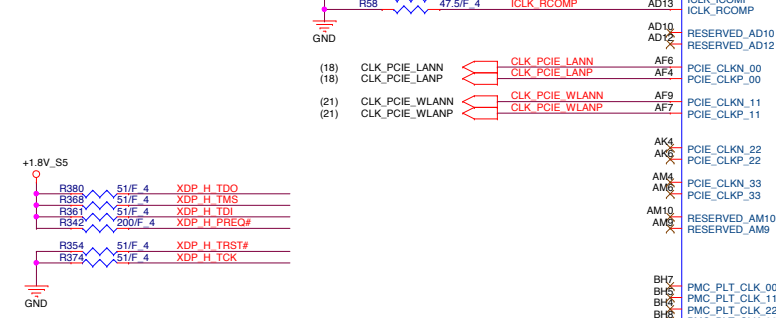 ICLK_ICOMP
R58 47.5/F_4 ICLK_RCOMP AD13 ICLK_RCOMP
GND
AD10 RESERVED_AD10
AD12 RESERVED_AD12
(18) CLK_PCIE_LANN CLK_PCIE_LANN AF6 PCIE_CLKN_00
(18) CLK_PCIE_LANP CLK_PCIE_LANP AF4 PCIE_CLKP_00
(21) CLK_PCIE_WLANN CLK_PCIE_WLANN AF9 PCIE_CLKN_11
(21) CLK_PCIE_WLANP CLK_PCIE_WLANP AF7 PCIE_CLKP_11
AK4 PCIE_CLKN_22
AK6 PCIE_CLKP_22
+1.8V_S5
AM4 PCIE_CLKN_33
AM6 PCIE_CLKP_33
R380 51/F_4 XDP_H_TDO
R368 51/F_4 XDP_H_TMS
R361 51/F_4 XDP_H_TDI
R342 200/F_4 XDP_H_PREQ#
AM10 RESERVED_AM10
AM9 RESERVED_AM9
R354 51/F_4 XDP_H_TRST#
R374 51/F_4 XDP_H_TCK
GND
BH7 PMC_PLT_CLK_00
BH5 PMC_PLT_CLK_11
BH4 PMC_PLT_CLK_22
BH8